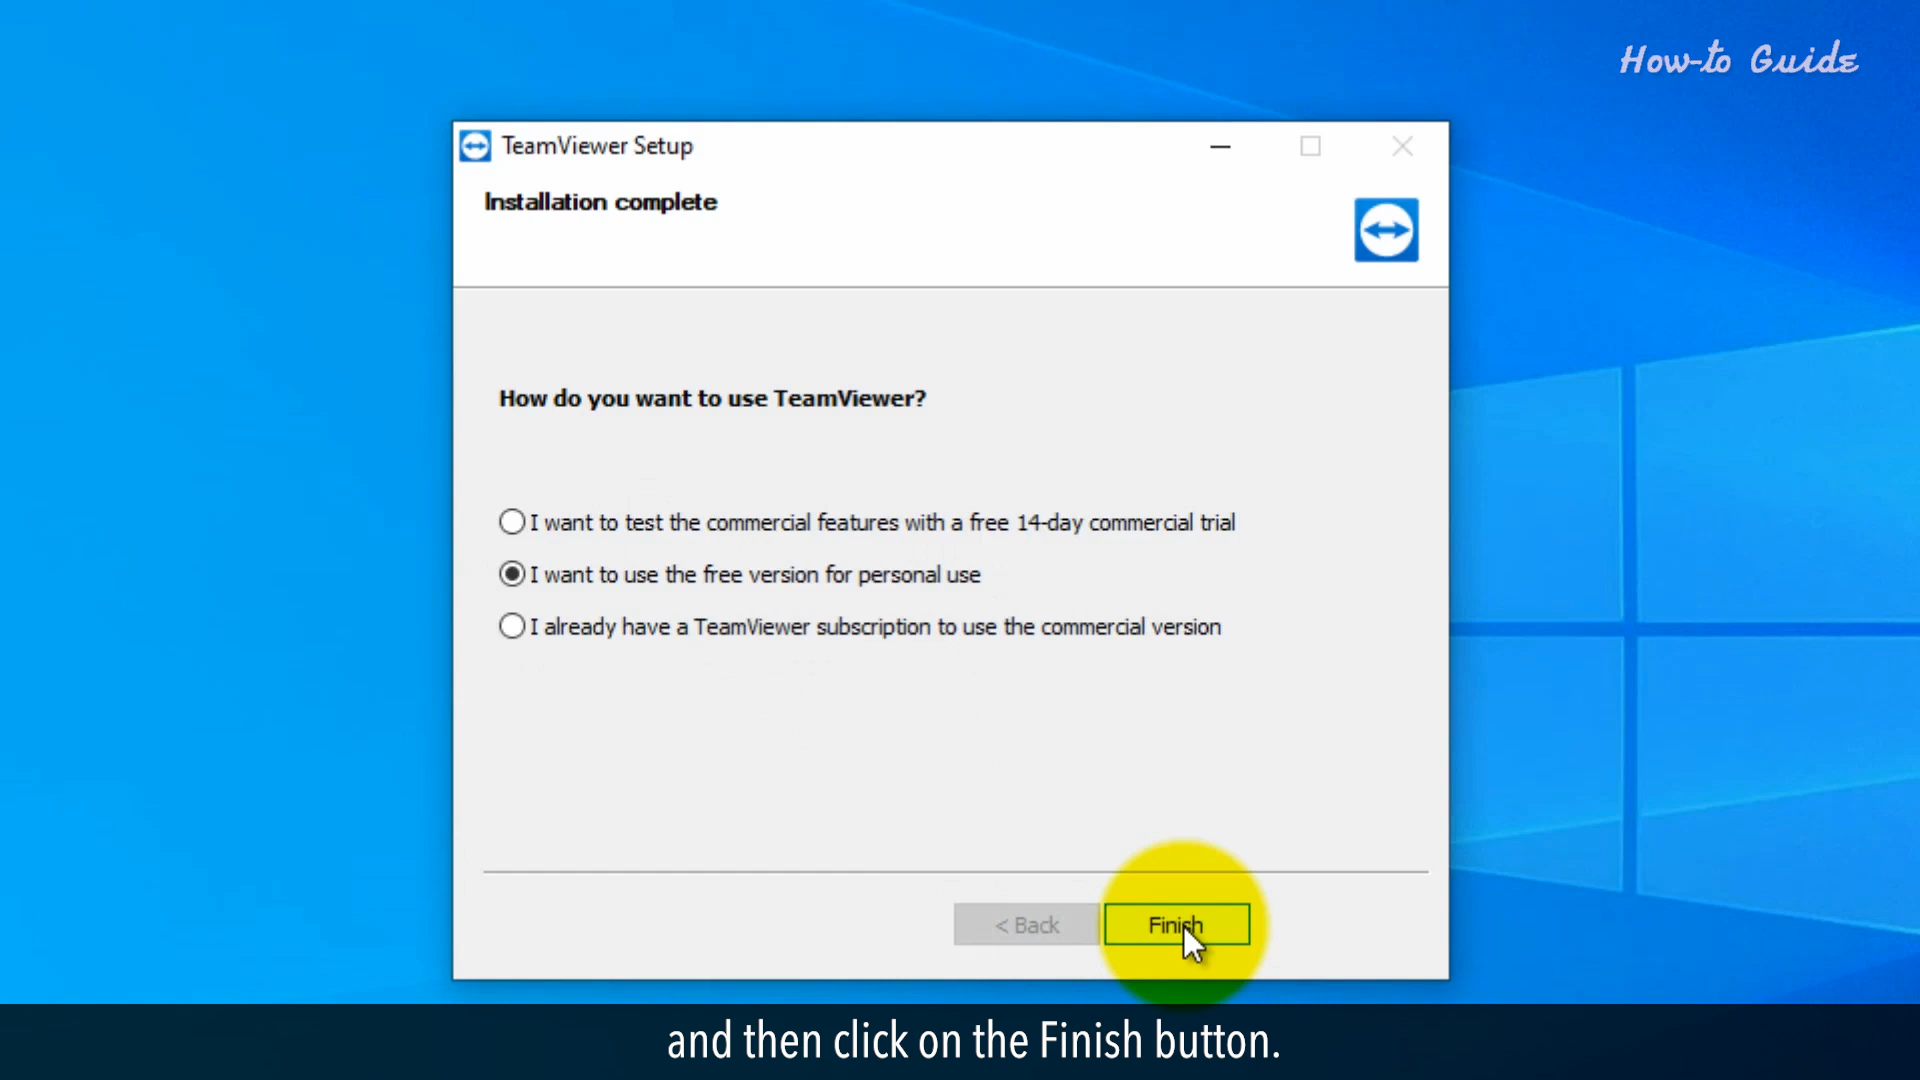 How-to Guide
TeamViewer Setup
Installation complete
How do you want to use TeamViewer?
I want to test the commercial features with a free 14-day commercial trial
I want to use the free version for personal use
I already have a TeamViewer subscription to use the commercial version
< Back
Finish
and then click on the Finish button.